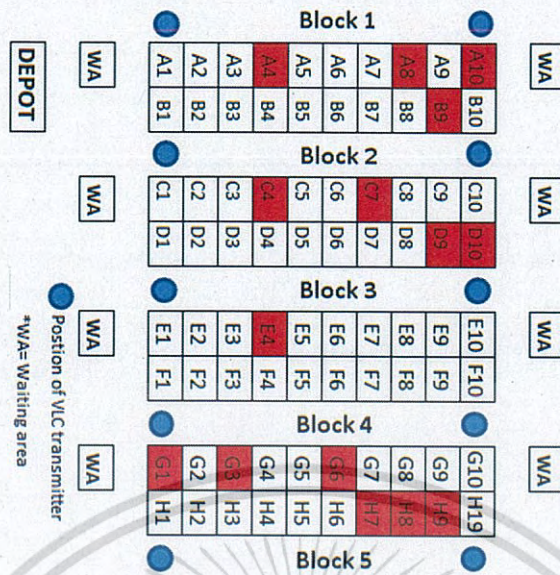 Block 1
DEPOT
WA
A1 A2 A3 A4 A5 A6 A7 A8 A9 A10
B1 B2 B3 B4 B5 B6 B7 B8 B9 B10
WA
Block 2
WA
C1 C2 C3 C4 C5 C6 C7 C8 C9 C10
D1 D2 D3 D4 D5 D6 D7 D8 D9 D10
WA
Block 3
WA
E1 E2 E3 E4 E5 E6 E7 E8 E9 E10
F1 F2 F3 F4 F5 F6 F7 F8 F9 F10
WA
Block 4
WA
G1 G2 G3 G4 G5 G6 G7 G8 G9 G10
H1 H2 H3 H4 H5 H6 H7 H8 H9 H19
WA
Block 5
Postion of VLC transmitter
*WA= Waiting area